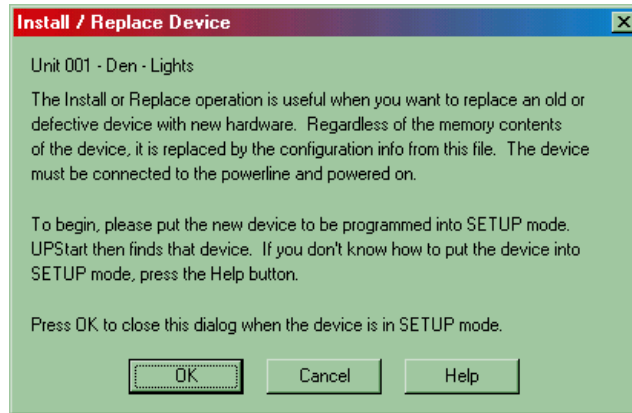 Install / Replace Device
Unit 001 - Den - Lights
The Install or Replace operation is useful when you want to replace an old or
defective device with new hardware.  Regardless of the memory contents
of the device, it is replaced by the configuration info from this file.  The device
must be connected to the powerline and powered on.
To begin, please put the new device to be programmed into SETUP mode.
UPStart then finds that device.  If you don't know how to put the device into
SETUP mode, press the Help button.
Press OK to close this dialog when the device is in SETUP mode.
OK Cancel Help